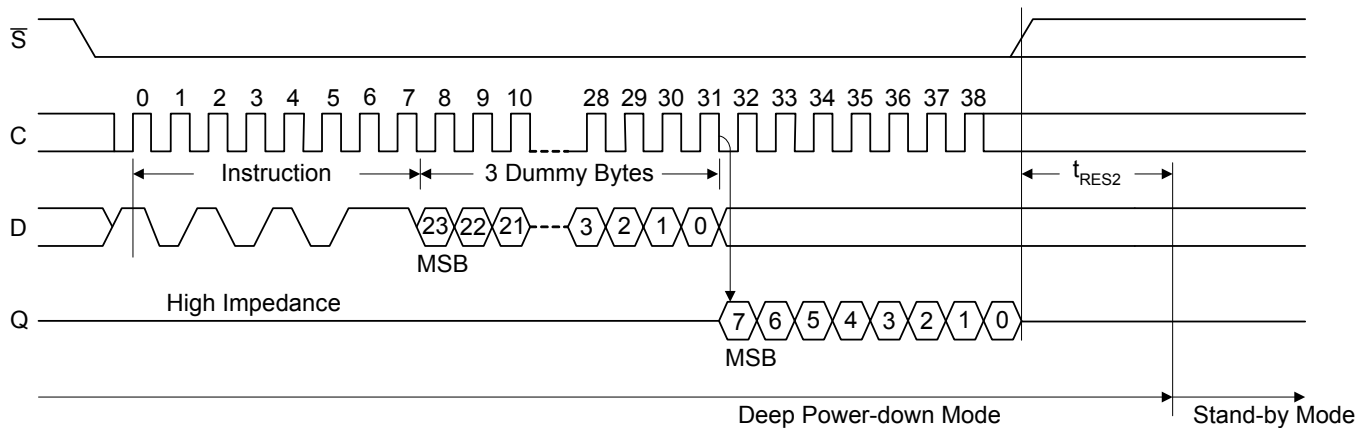 S
0 1 2 3 4 5 6 7 8 9 10 28 29 30 31 32 33 34 35 36 37 38
C
Instruction 3 Dummy Bytes tRES2
D 23 22 21 3 2 1 0
MSB
High Impedance
Q 7 6 5 4 3 2 1 0
MSB
Deep Power-down Mode Stand-by Mode